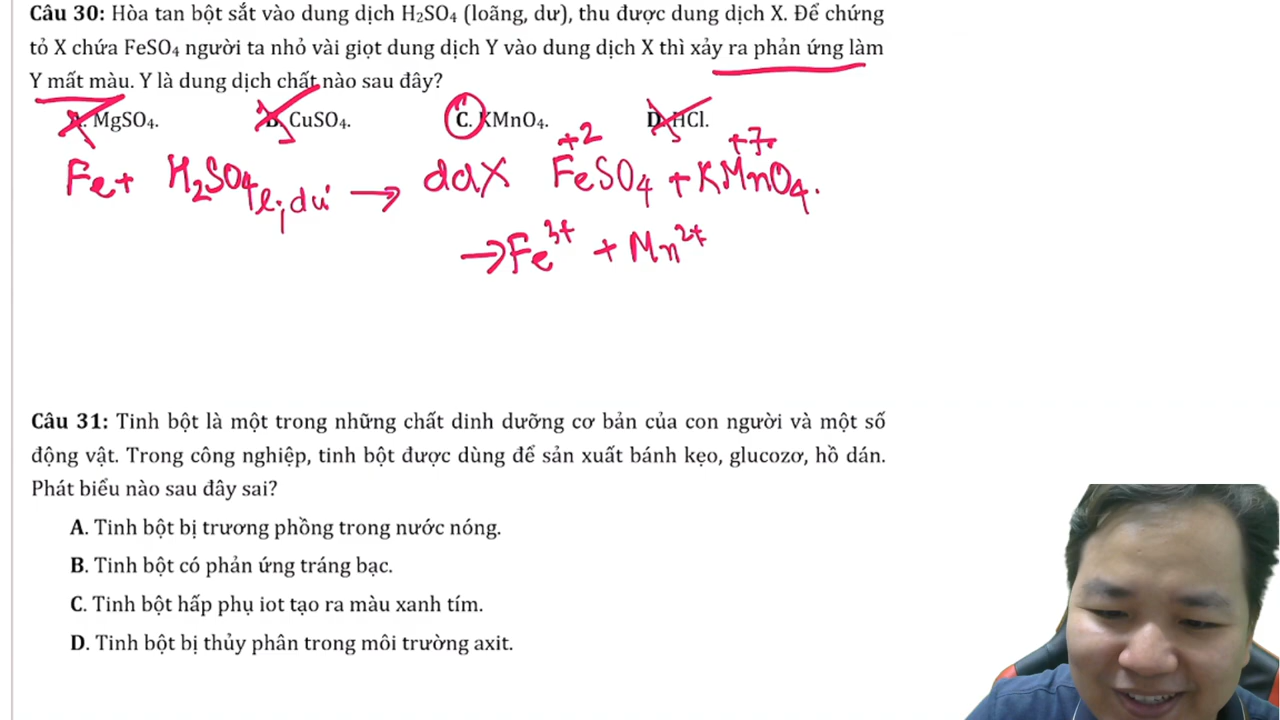 Câu 30: Hòa tan bột sắt vào dung dịch H₂SO₄ (loãng, dư), thu được dung dịch X. Để chứng
tỏ X chứa FeSO₄ người ta nhỏ vài giọt dung dịch Y vào dung dịch X thì xảy ra phản ứng làm
Y mất màu. Y là dung dịch chất nào sau đây?
A. MgSO₄. B. CuSO₄. C. KMnO₄. D. HCl.
+2 +7
Fe + H₂SO₄ l, dư → ddX FeSO₄ + KMnO₄.
→ Fe³⁺ + Mn²⁺
Câu 31: Tinh bột là một trong những chất dinh dưỡng cơ bản của con người và một số
động vật. Trong công nghiệp, tinh bột được dùng để sản xuất bánh kẹo, glucozơ, hồ dán.
Phát biểu nào sau đây sai?
A. Tinh bột bị trương phồng trong nước nóng.
B. Tinh bột có phản ứng tráng bạc.
C. Tinh bột hấp phụ iot tạo ra màu xanh tím.
D. Tinh bột bị thủy phân trong môi trường axit.